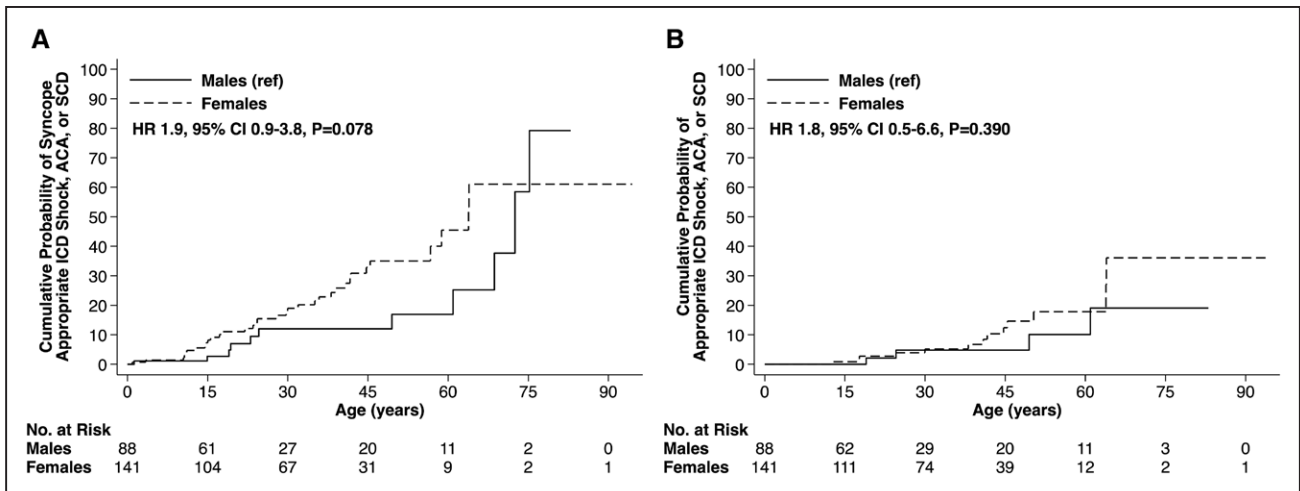 A
Cumulative Probability of Syncope
Appropriate ICD Shock, ACA, or SCD
100
90
80
70
60
50
40
30
20
10
0
Males (ref)
Females
HR 1.9, 95% CI 0.9-3.8, P=0.078
0 15 30 45 60 75 90
Age (years)
No. at Risk
Males 88 61 27 20 11 2 0
Females 141 104 67 31 9 2 1
B
Cumulative Probability of
Appropriate ICD Shock, ACA, or SCD
100
90
80
70
60
50
40
30
20
10
0
Males (ref)
Females
HR 1.8, 95% CI 0.5-6.6, P=0.390
0 15 30 45 60 75 90
Age (years)
No. at Risk
Males 88 62 29 20 11 3 0
Females 141 111 74 39 12 2 1